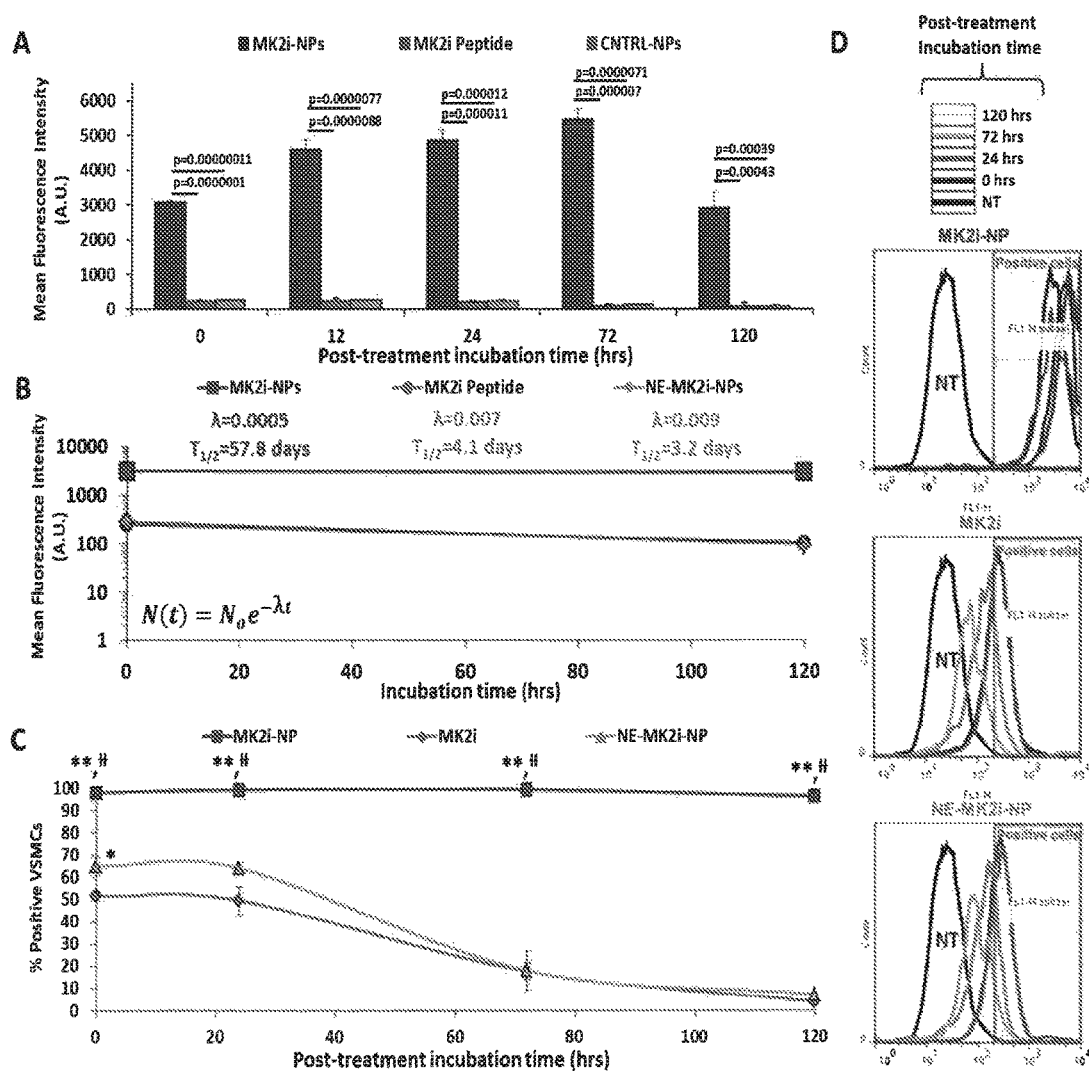 A
MK2i-NPs MK2i Peptide CNTRL-NPs
Mean Fluorescence Intensity (A.U.)
6000
5000
4000
3000
2000
1000
0
p=0.00000011
p=0.0000001
p=0.0000077
p=0.0000088
p=0.000012
p=0.000011
p=0.0000071
p=0.000007
p=0.00039
p=0.00043
0 12 24 72 120
Post-treatment incubation time (hrs)
B
MK2i-NPs MK2i Peptide NE-MK2i-NPs
λ=0.0005 λ=0.007 λ=0.009
T1/2=57.8 days T1/2=4.1 days T1/2=3.2 days
Mean Fluorescence Intensity (A.U.)
10000
1000
100
10
1
N(t) = Noe^-λt
0 20 40 60 80 100 120
Incubation time (hrs)
C
MK2i-NP MK2i NE-MK2i-NP
**,# **,# **,# **,#
*
% Positive VSMCs
100
90
80
70
60
50
40
30
20
10
0
0 20 40 60 80 100 120
Post-treatment incubation time (hrs)
D
Post-treatment
Incubation time
120 hrs
72 hrs
24 hrs
0 hrs
NT
MK2i-NP
Positive cells
NT
FL1-H
MK2i
Positive cells
NT
FL1-H
NE-MK2i-NP
Positive cells
NT